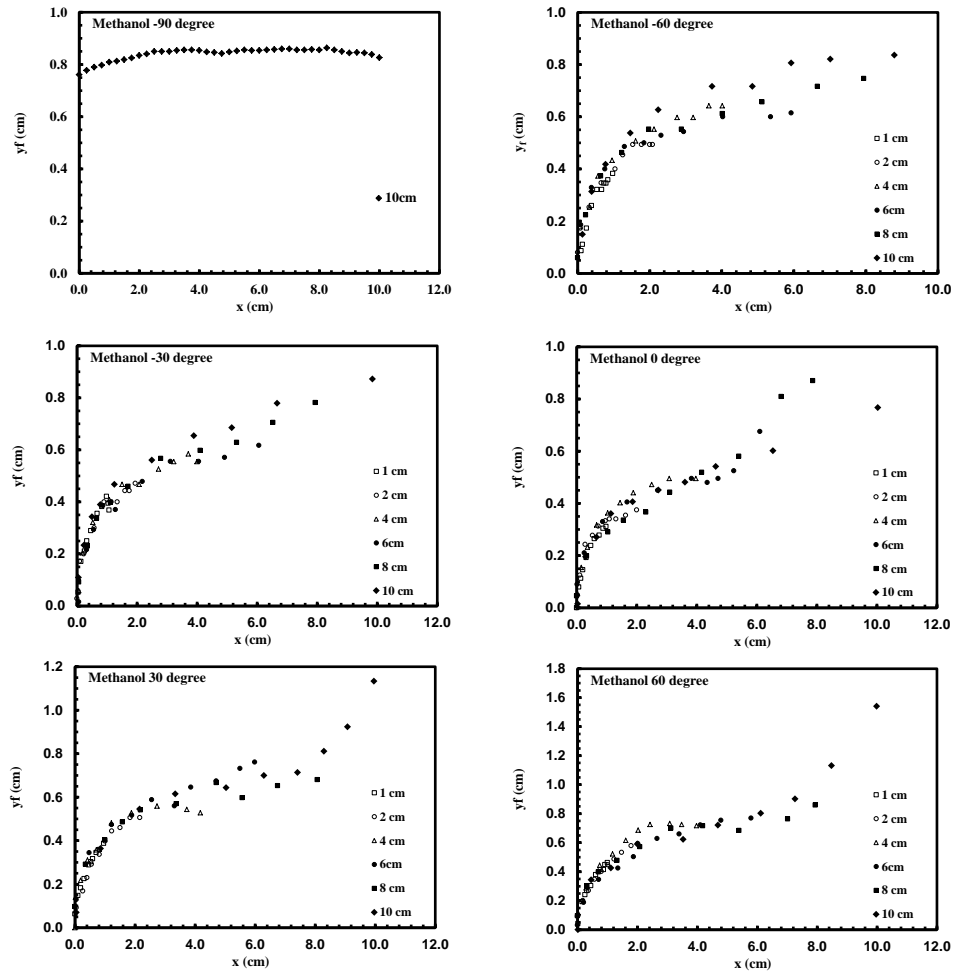 Methanol -90 degree
1.0
0.8
0.6
0.4
0.2
0.0
yf (cm)
10cm
0.0 2.0 4.0 6.0 8.0 10.0 12.0
x (cm)
Methanol -60 degree
1.0
0.8
0.6
0.4
0.2
0.0
yf (cm)
1 cm
2 cm
4 cm
6cm
8 cm
10 cm
0.0 2.0 4.0 6.0 8.0 10.0
x (cm)
Methanol -30 degree
1.0
0.8
0.6
0.4
0.2
0.0
yf (cm)
1 cm
2 cm
4 cm
6cm
8 cm
10 cm
0.0 2.0 4.0 6.0 8.0 10.0 12.0
x (cm)
Methanol 0 degree
1.0
0.8
0.6
0.4
0.2
0.0
yf (cm)
1 cm
2 cm
4 cm
6cm
8 cm
10 cm
0.0 2.0 4.0 6.0 8.0 10.0 12.0
x (cm)
Methanol 30 degree
1.2
1.0
0.8
0.6
0.4
0.2
0.0
yf (cm)
1 cm
2 cm
4 cm
6cm
8 cm
10 cm
0.0 2.0 4.0 6.0 8.0 10.0 12.0
x (cm)
Methanol 60 degree
1.8
1.6
1.4
1.2
1.0
0.8
0.6
0.4
0.2
0.0
yf (cm)
1 cm
2 cm
4 cm
6cm
8 cm
10 cm
0.0 2.0 4.0 6.0 8.0 10.0 12.0
x (cm)